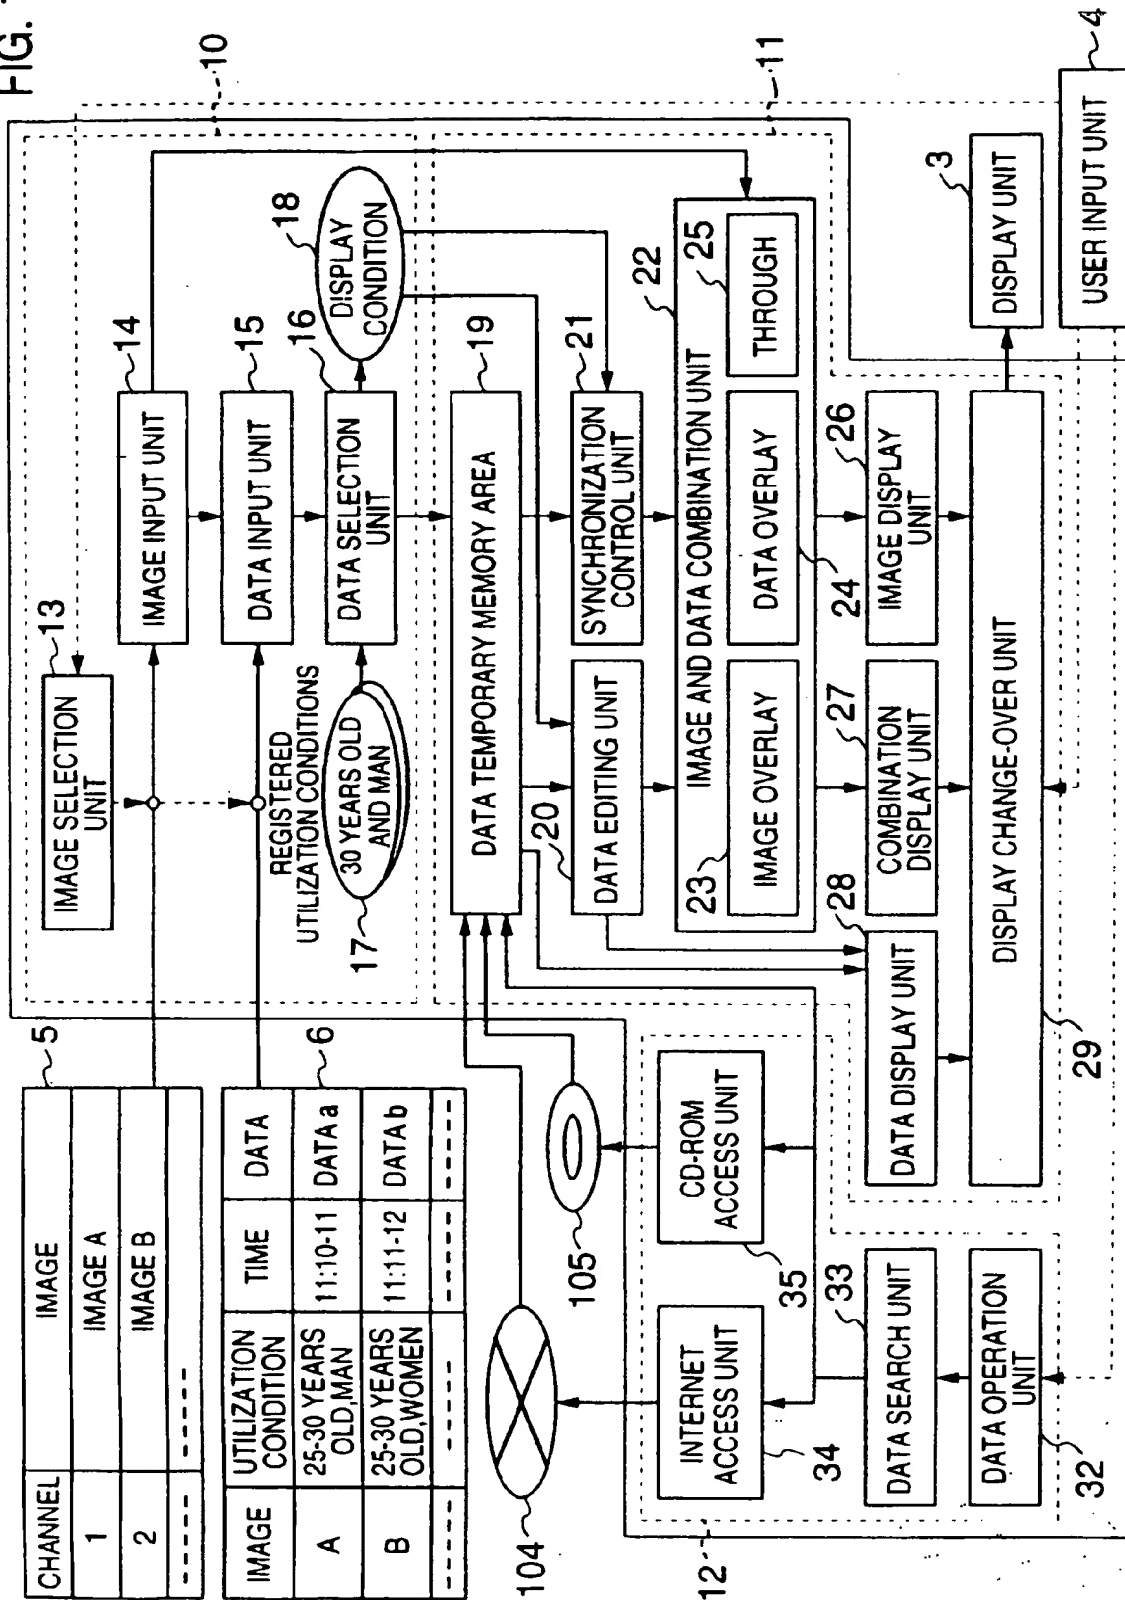 FIG.
5
CHANNEL IMAGE
1 IMAGE A
2 IMAGE B
6
IMAGE UTILIZATION CONDITION TIME DATA
A 25-30 YEARS OLD,MAN 11:10-11 DATA a
B 25-30 YEARS OLD,WOMEN 11:11-12 DATA b
10
13
IMAGE SELECTION
UNIT
14
IMAGE INPUT UNIT
15
DATA INPUT UNIT
16
DATA SELECTION
UNIT
REGISTERED
UTILIZATION CONDITIONS
30 YEARS OLD
AND MAN
17
18
DISPLAY
CONDITION
11
19
DATA TEMPORARY MEMORY AREA
20
DATA EDITING UNIT
21
SYNCHRONIZATION
CONTROL UNIT
22
IMAGE AND DATA COMBINATION UNIT
23
IMAGE OVERLAY
24
DATA OVERLAY
25
THROUGH
26
IMAGE DISPLAY
UNIT
27
COMBINATION
DISPLAY UNIT
28
DATA DISPLAY UNIT
29
DISPLAY CHANGE-OVER UNIT
3
DISPLAY UNIT
4
USER INPUT UNIT
104
105
12
34
INTERNET
ACCESS UNIT
35
CD-ROM
ACCESS UNIT
33
DATA SEARCH UNIT
32
DATA OPERATION
UNIT